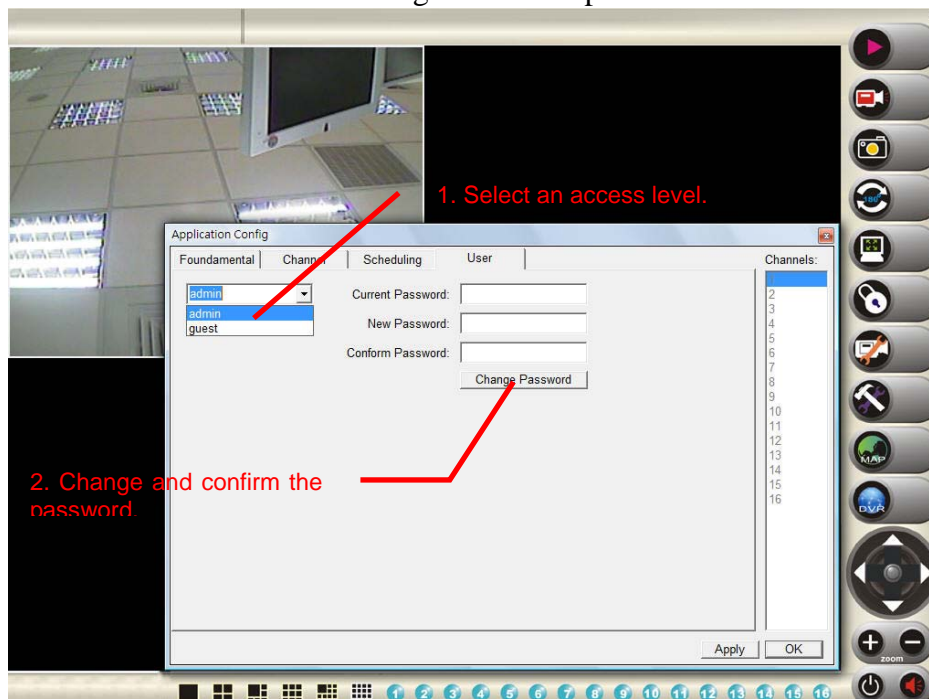 1. Select an access level.
Application Config
Foundamental
Channel
Scheduling
User
Channels:
admin
admin
guest
Current Password:
New Password:
Conform Password:
Change Password
1
2
3
4
5
6
7
8
9
10
11
12
13
14
15
16
2. Change and confirm the
password.
Apply
OK
180°
MAP
DVR
zoom
1 2 3 4 5 6 7 8 9 10 11 12 13 14 15 16